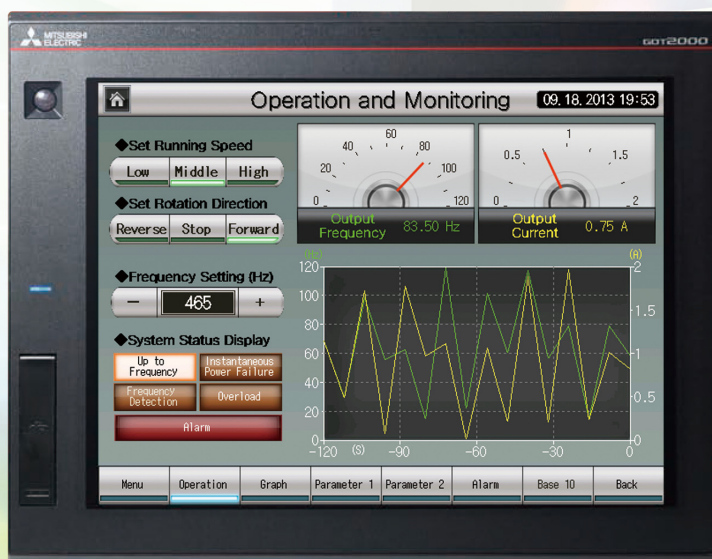 MITSUBISHI
ELECTRIC
GOT2000
Operation and Monitoring
09. 18. 2013 19:53
◆Set Running Speed
Low Middle High
◆Set Rotation Direction
Reverse Stop Forward
◆Frequency Setting (Hz)
− 465 +
◆System Status Display
Up to
Frequency
Instantaneous
Power Failure
Frequency
Detection
Overload
Alarm
0 20 40 60 80 100 120
Output
Frequency
83.50 Hz
0 0.5 1 1.5 2
Output
Current
0.75 A
(Hz)
(A)
120
100
80
60
40
20
0
2
1.5
1
0.5
0
-120 (S) -90 -60 -30 0
Menu Operation Graph Parameter 1 Parameter 2 Alarm Base 10 Back